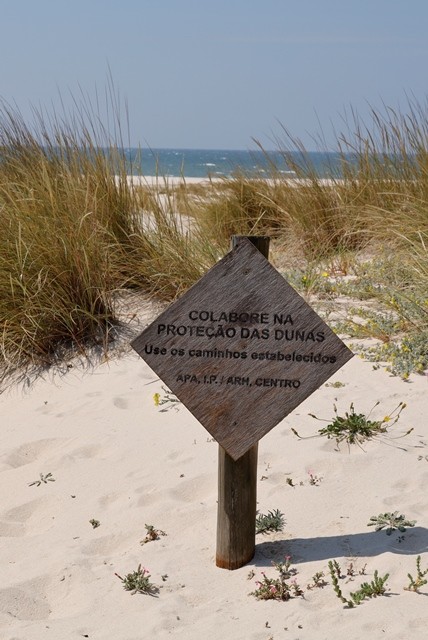 COLABORE NA
PROTEÇÃO DAS DUNAS
Use os caminhos estabelecidos
APA, I.P. / ARH, CENTRO